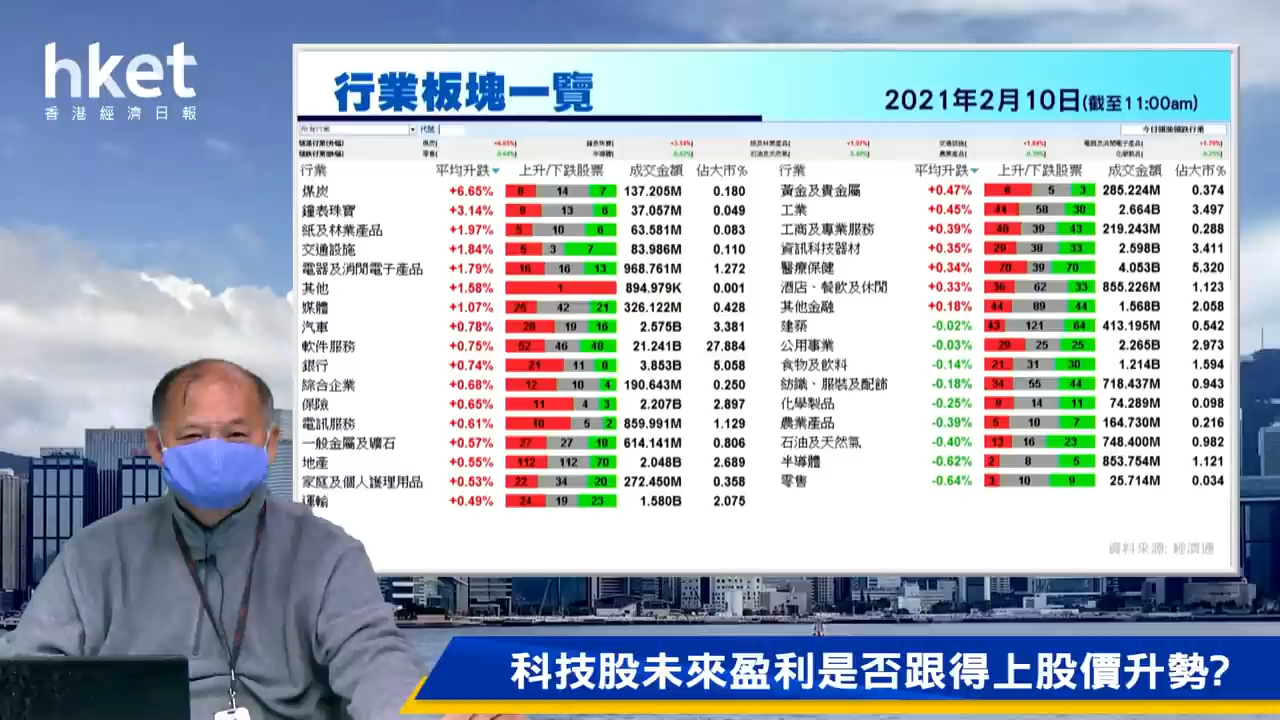 hket
香港經濟日報
行業板塊一覽
2021年2月10日(截至11:00am)
所有行業 代號 今日領漲領跌行業
行業 平均升跌 上升/下跌股票 成交金額 佔大市%
煤炭 +6.65% 8 14 7 137.205M 0.180
鐘表珠寶 +3.14% 9 13 6 37.057M 0.049
紙及林業產品 +1.97% 5 10 6 63.581M 0.083
交通設施 +1.84% 5 3 7 83.986M 0.110
電器及消閒電子產品 +1.79% 16 16 13 968.761M 1.272
其他 +1.58% 1 894.979K 0.001
媒體 +1.07% 26 42 21 326.122M 0.428
汽車 +0.78% 20 19 16 2.575B 3.381
軟件服務 +0.75% 52 46 48 21.241B 27.884
銀行 +0.74% 21 11 8 3.853B 5.058
綜合企業 +0.68% 12 10 4 190.643M 0.250
保險 +0.65% 11 4 3 2.207B 2.897
電訊服務 +0.61% 10 5 2 859.991M 1.129
一般金屬及礦石 +0.57% 27 27 18 614.141M 0.806
地產 +0.55% 112 112 70 2.048B 2.689
家庭及個人護理用品 +0.53% 22 34 20 272.450M 0.358
運輸 +0.49% 24 19 23 1.580B 2.075
行業 平均升跌 上升/下跌股票 成交金額 佔大市%
黃金及貴金屬 +0.47% 6 5 3 285.224M 0.374
工業 +0.45% 44 58 30 2.664B 3.497
工商及專業服務 +0.39% 40 39 43 219.243M 0.288
資訊科技器材 +0.35% 29 38 33 2.598B 3.411
醫療保健 +0.34% 70 39 70 4.053B 5.320
酒店、餐飲及休閒 +0.33% 36 62 33 855.226M 1.123
其他金融 +0.18% 44 89 44 1.568B 2.058
建築 -0.02% 43 121 64 413.195M 0.542
公用事業 -0.03% 29 25 25 2.265B 2.973
食物及飲料 -0.14% 21 31 30 1.214B 1.594
紡織、服裝及配飾 -0.18% 34 55 44 718.437M 0.943
化學製品 -0.25% 9 14 11 74.289M 0.098
農業產品 -0.39% 5 10 7 164.730M 0.216
石油及天然氣 -0.40% 13 16 23 748.400M 0.982
半導體 -0.62% 2 8 5 853.754M 1.121
零售 -0.64% 3 10 9 25.714M 0.034
資料來源: 經濟通
科技股未來盈利是否跟得上股價升勢?